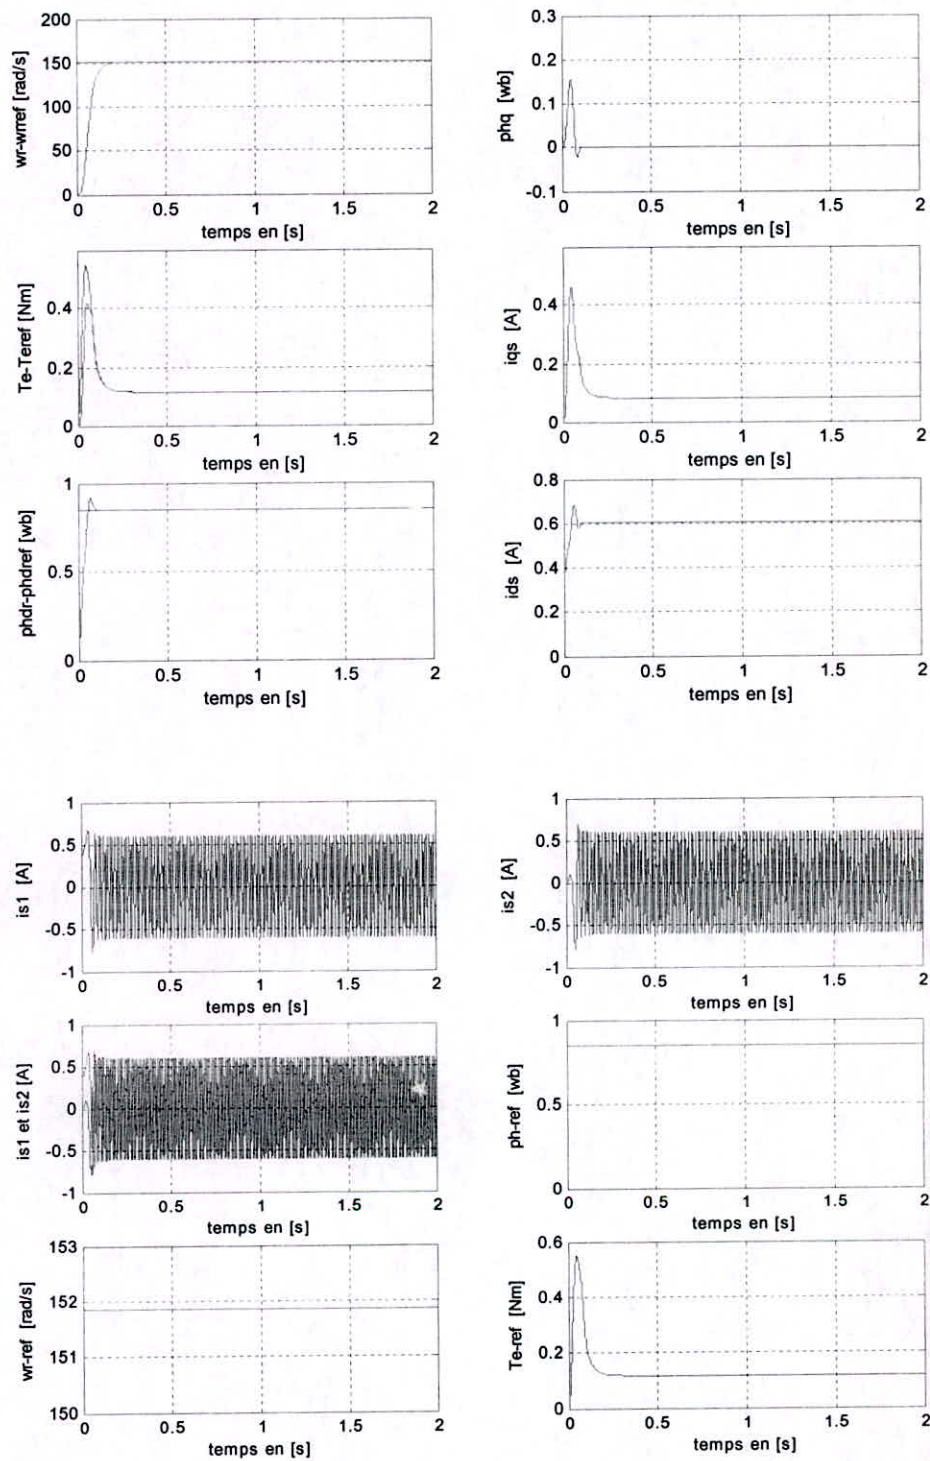 200
150
100
50
0
wr-wrref [rad/s]
0 0.5 1 1.5 2
temps en [s]
0.3
0.2
0.1
0
-0.1
phq [wb]
0 0.5 1 1.5 2
temps en [s]
0.4
0.2
0
Te-Teref [Nm]
0 0.5 1 1.5 2
temps en [s]
0.4
0.2
0
iqs [A]
0 0.5 1 1.5 2
temps en [s]
1
0.5
0
phdr-phdref [wb]
0 0.5 1 1.5 2
temps en [s]
0.8
0.6
0.4
0.2
0
ids [A]
0 0.5 1 1.5 2
temps en [s]
1
0.5
0
-0.5
-1
is1 [A]
0 0.5 1 1.5 2
temps en [s]
1
0.5
0
-0.5
-1
is2 [A]
0 0.5 1 1.5 2
temps en [s]
1
0.5
0
-0.5
-1
is1 et is2 [A]
0 0.5 1 1.5 2
temps en [s]
1
0.5
0
ph-ref [wb]
0 0.5 1 1.5 2
temps en [s]
153
152
151
150
wr-ref [rad/s]
0 0.5 1 1.5 2
temps en [s]
0.6
0.4
0.2
0
Te-ref [Nm]
0 0.5 1 1.5 2
temps en [s]